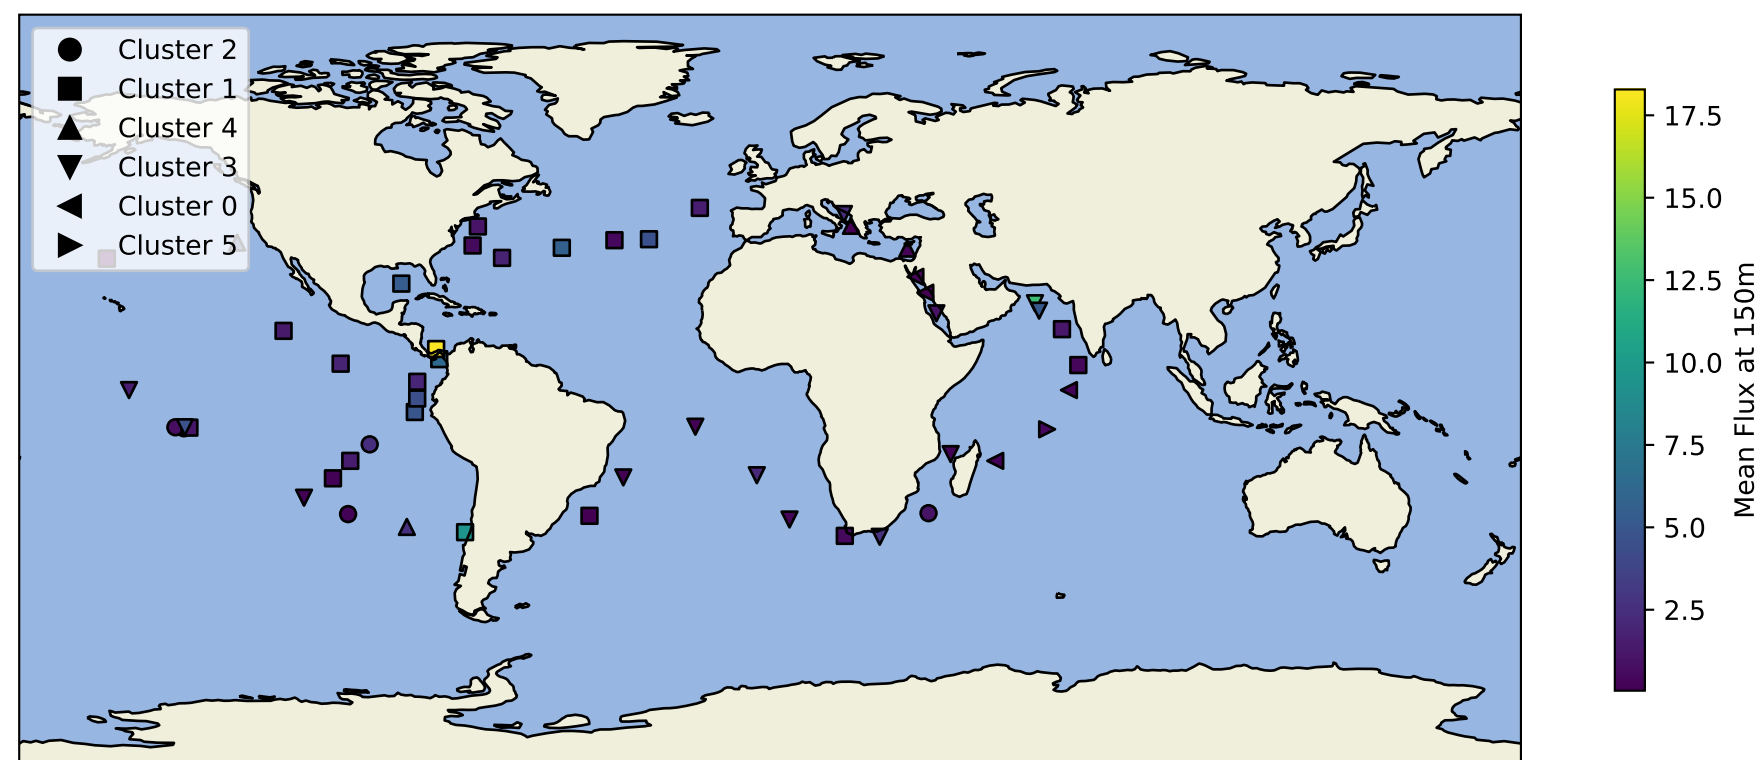 Cluster 2
Cluster 1
Cluster 4
Cluster 3
Cluster 0
Cluster 5
17.5
15.0
12.5
10.0
7.5
5.0
2.5
Mean Flux at 150m